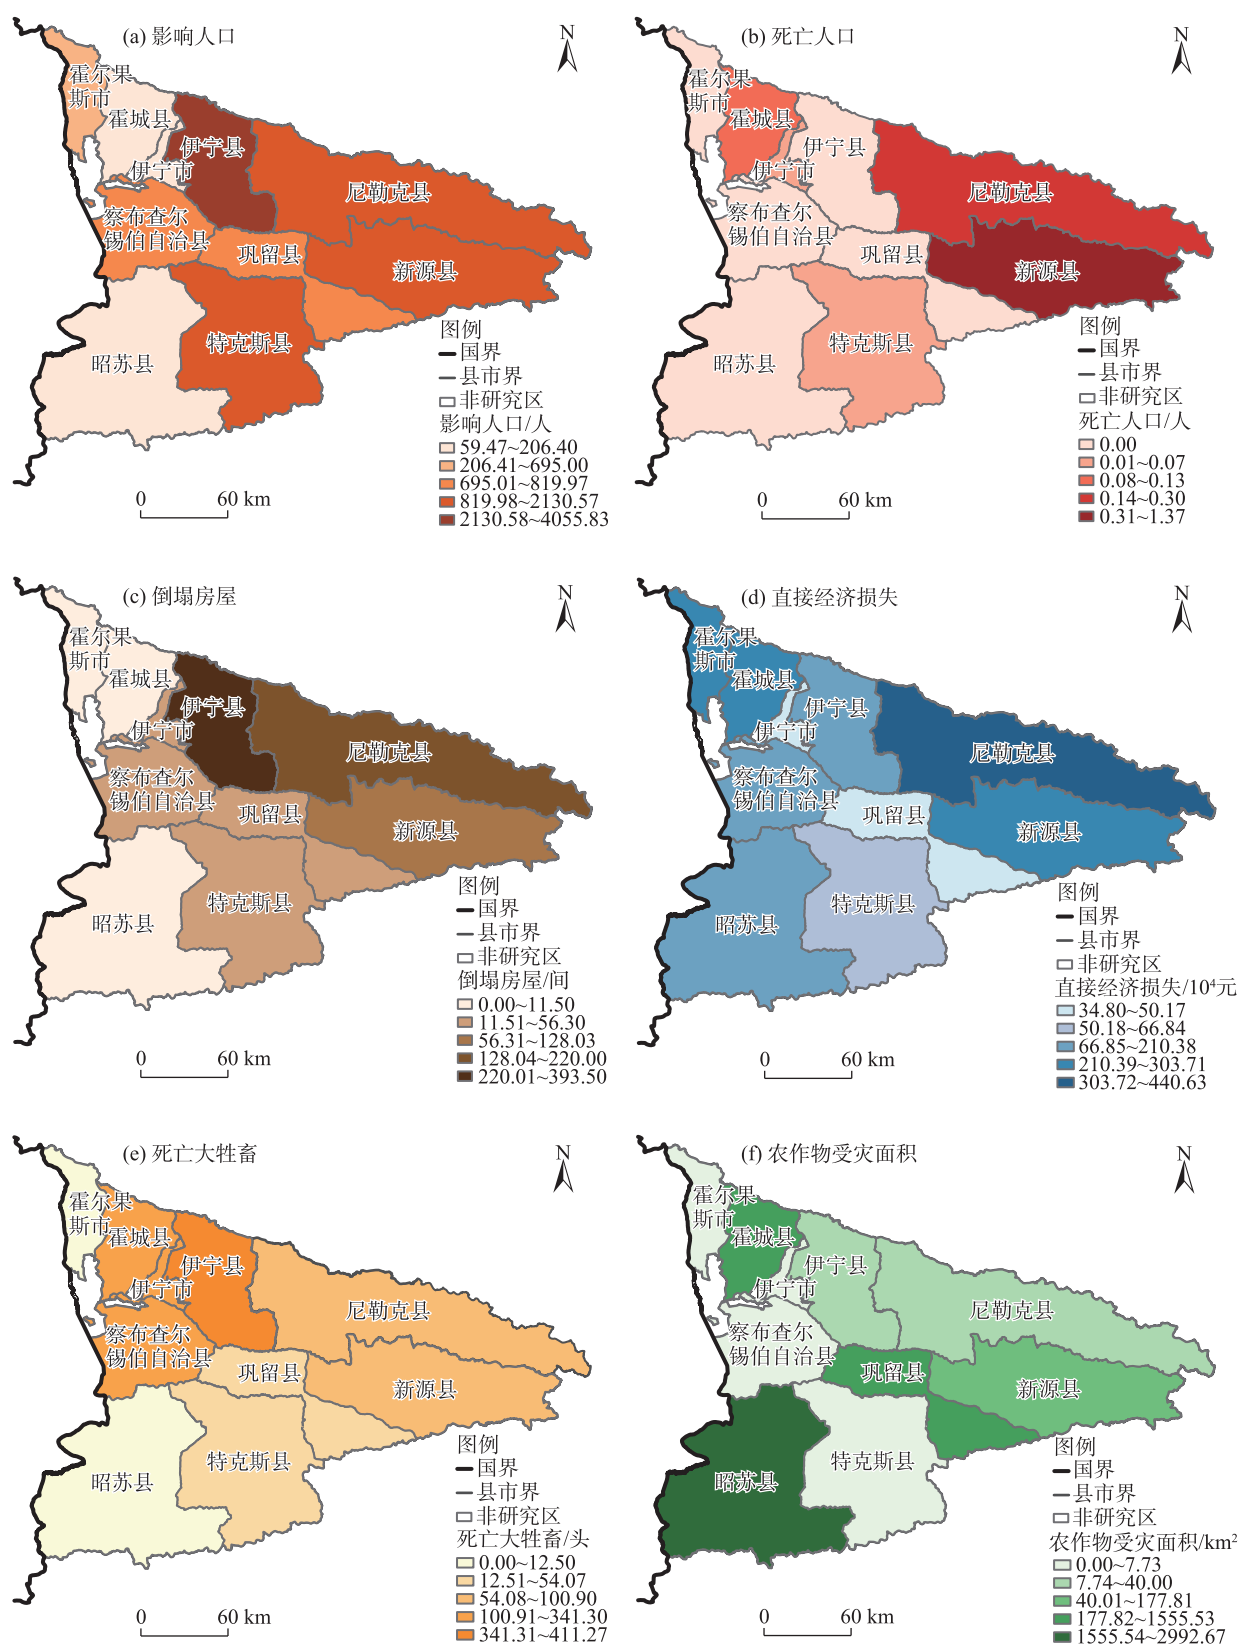 (a) 影响人口
N
霍尔果
斯市
霍城县
伊宁县
伊宁市
尼勒克县
察布查尔
锡伯自治县
巩留县
新源县
特克斯县
昭苏县
图例
国界
县市界
非研究区
影响人口/人
59.47~206.40
206.41~695.00
695.01~819.97
819.98~2130.57
2130.58~4055.83
0 60 km
(b) 死亡人口
N
霍尔果
斯市
霍城县
伊宁县
伊宁市
尼勒克县
察布查尔
锡伯自治县
巩留县
新源县
特克斯县
昭苏县
图例
国界
县市界
非研究区
死亡人口/人
0.00
0.01~0.07
0.08~0.13
0.14~0.30
0.31~1.37
0 60 km
(c) 倒塌房屋
N
霍尔果
斯市
霍城县
伊宁县
伊宁市
尼勒克县
察布查尔
锡伯自治县
巩留县
新源县
特克斯县
昭苏县
图例
国界
县市界
非研究区
倒塌房屋/间
0.00~11.50
11.51~56.30
56.31~128.03
128.04~220.00
220.01~393.50
0 60 km
(d) 直接经济损失
N
霍尔果
斯市
霍城县
伊宁县
伊宁市
尼勒克县
察布查尔
锡伯自治县
巩留县
新源县
特克斯县
昭苏县
图例
国界
县市界
非研究区
直接经济损失/10⁴元
34.80~50.17
50.18~66.84
66.85~210.38
210.39~303.71
303.72~440.63
0 60 km
(e) 死亡大牲畜
N
霍尔果
斯市
霍城县
伊宁县
伊宁市
尼勒克县
察布查尔
锡伯自治县
巩留县
新源县
特克斯县
昭苏县
图例
国界
县市界
非研究区
死亡大牲畜/头
0.00~12.50
12.51~54.07
54.08~100.90
100.91~341.30
341.31~411.27
0 60 km
(f) 农作物受灾面积
N
霍尔果
斯市
霍城县
伊宁县
伊宁市
尼勒克县
察布查尔
锡伯自治县
巩留县
新源县
特克斯县
昭苏县
图例
国界
县市界
非研究区
农作物受灾面积/km²
0.00~7.73
7.74~40.00
40.01~177.81
177.82~1555.53
1555.54~2992.67
0 60 km